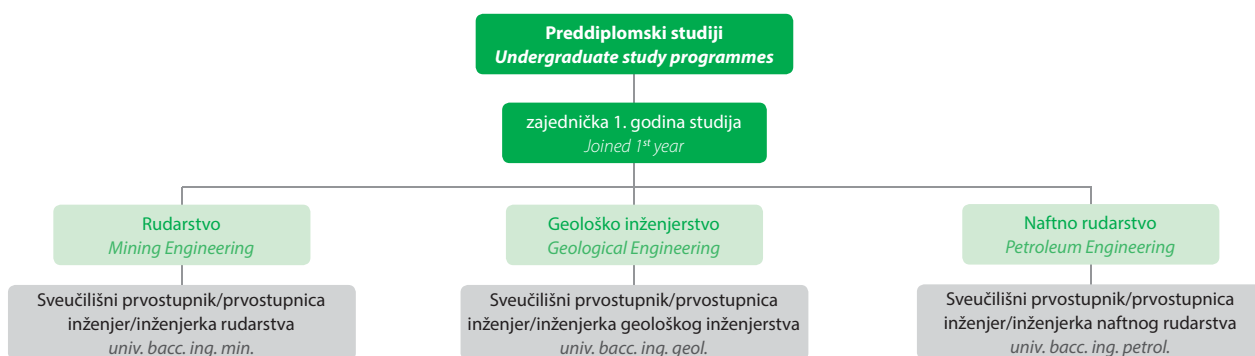 Preddiplomski studiji
Undergraduate study programmes
zajednička 1. godina studija
Joined 1st year
Rudarstvo
Mining Engineering
Geološko inženjerstvo
Geological Engineering
Naftno rudarstvo
Petroleum Engineering
Sveučilišni prvostupnik/prvostupnica
inženjer/inženjerka rudarstva
univ. bacc. ing. min.
Sveučilišni prvostupnik/prvostupnica
inženjer/inženjerka geološkog inženjerstva
univ. bacc. ing. geol.
Sveučilišni prvostupnik/prvostupnica
inženjer/inženjerka naftnog rudarstva
univ. bacc. ing. petrol.